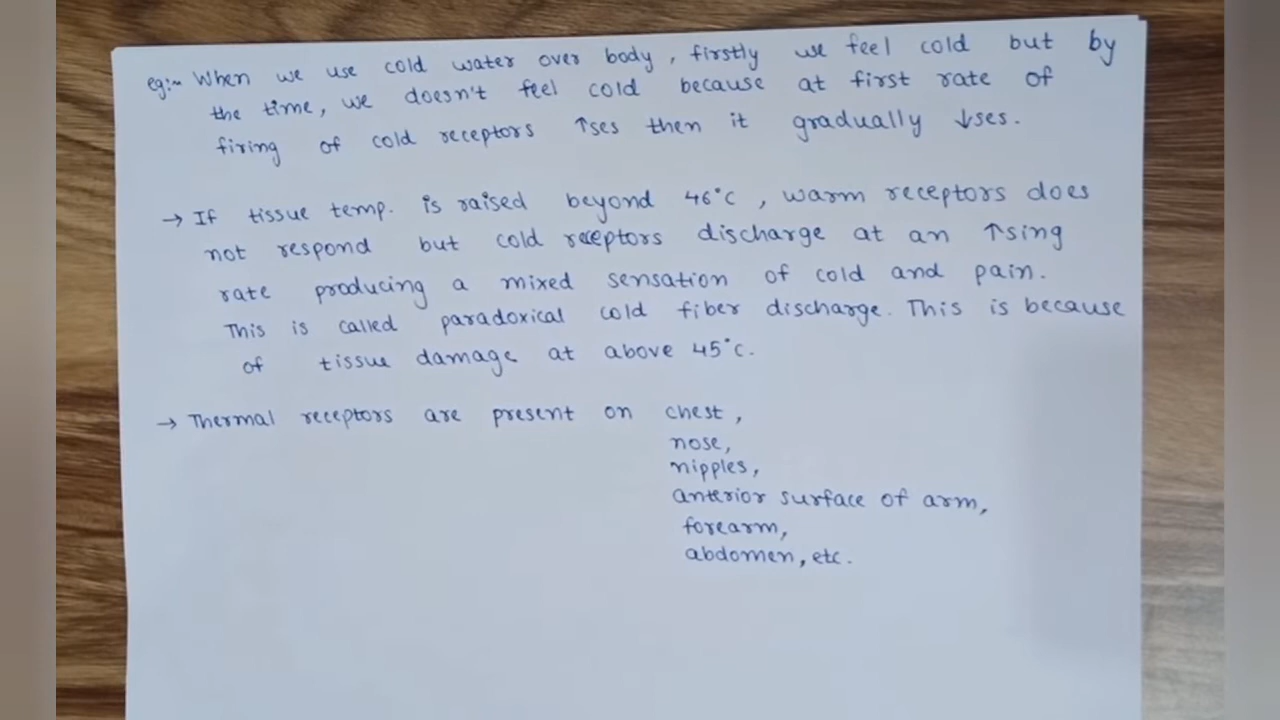 eg:- When we use cold water over body, firstly we feel cold but by
the time, we doesn't feel cold because at first rate of
firing of cold receptors ↑ses then it gradually ↓ses.
→ If tissue temp. is raised beyond 46°c, warm receptors does
not respond but cold receptors discharge at an ↑sing
rate producing a mixed sensation of cold and pain.
This is called paradoxical cold fiber discharge. This is because
of tissue damage at above 45°c.
→ Thermal receptors are present on chest,
nose,
nipples,
anterior surface of arm,
forearm,
abdomen, etc.